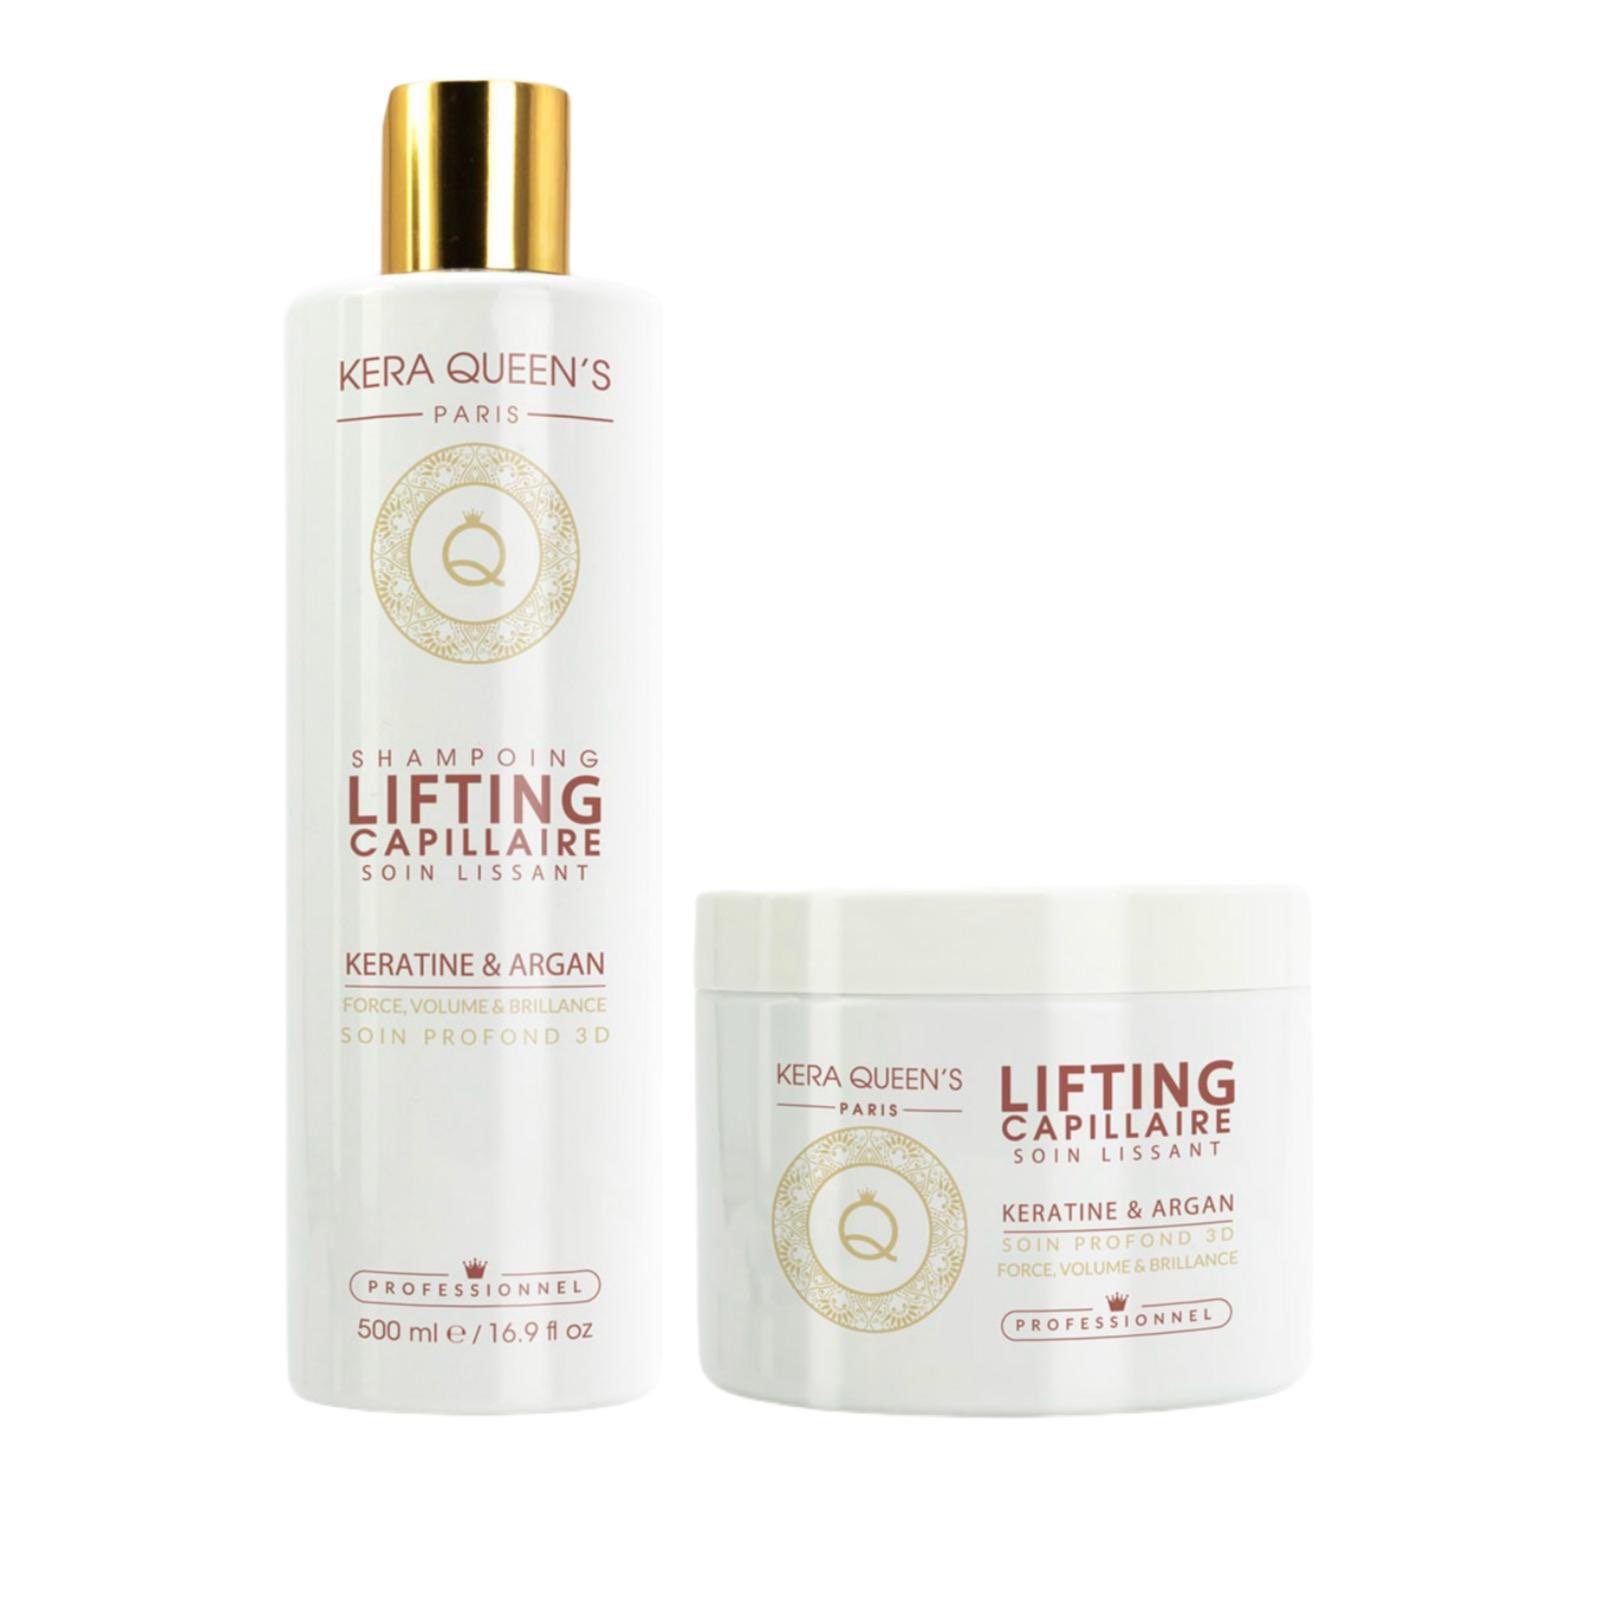 KERA QUEEN'S
PARIS
Q
SHAMPOING
LIFTING
CAPILLAIRE
SOIN LISSANT
KERATINE & ARGAN
FORCE, VOLUME & BRILLANCE
SOIN PROFOND 3D
PROFESSIONNEL
500 ml ℮ / 16.9 fl oz
KERA QUEEN'S
PARIS
Q
LIFTING
CAPILLAIRE
SOIN LISSANT
KERATINE & ARGAN
SOIN PROFOND 3D
FORCE, VOLUME & BRILLANCE
PROFESSIONNEL